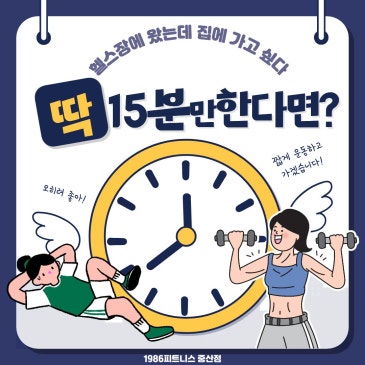 헬스장에 왔는데 집에 가고 싶다
딱 15분만한다면?
짧게 운동하고
가겠습니다!
오히려 좋아!
1986피트니스 중산점